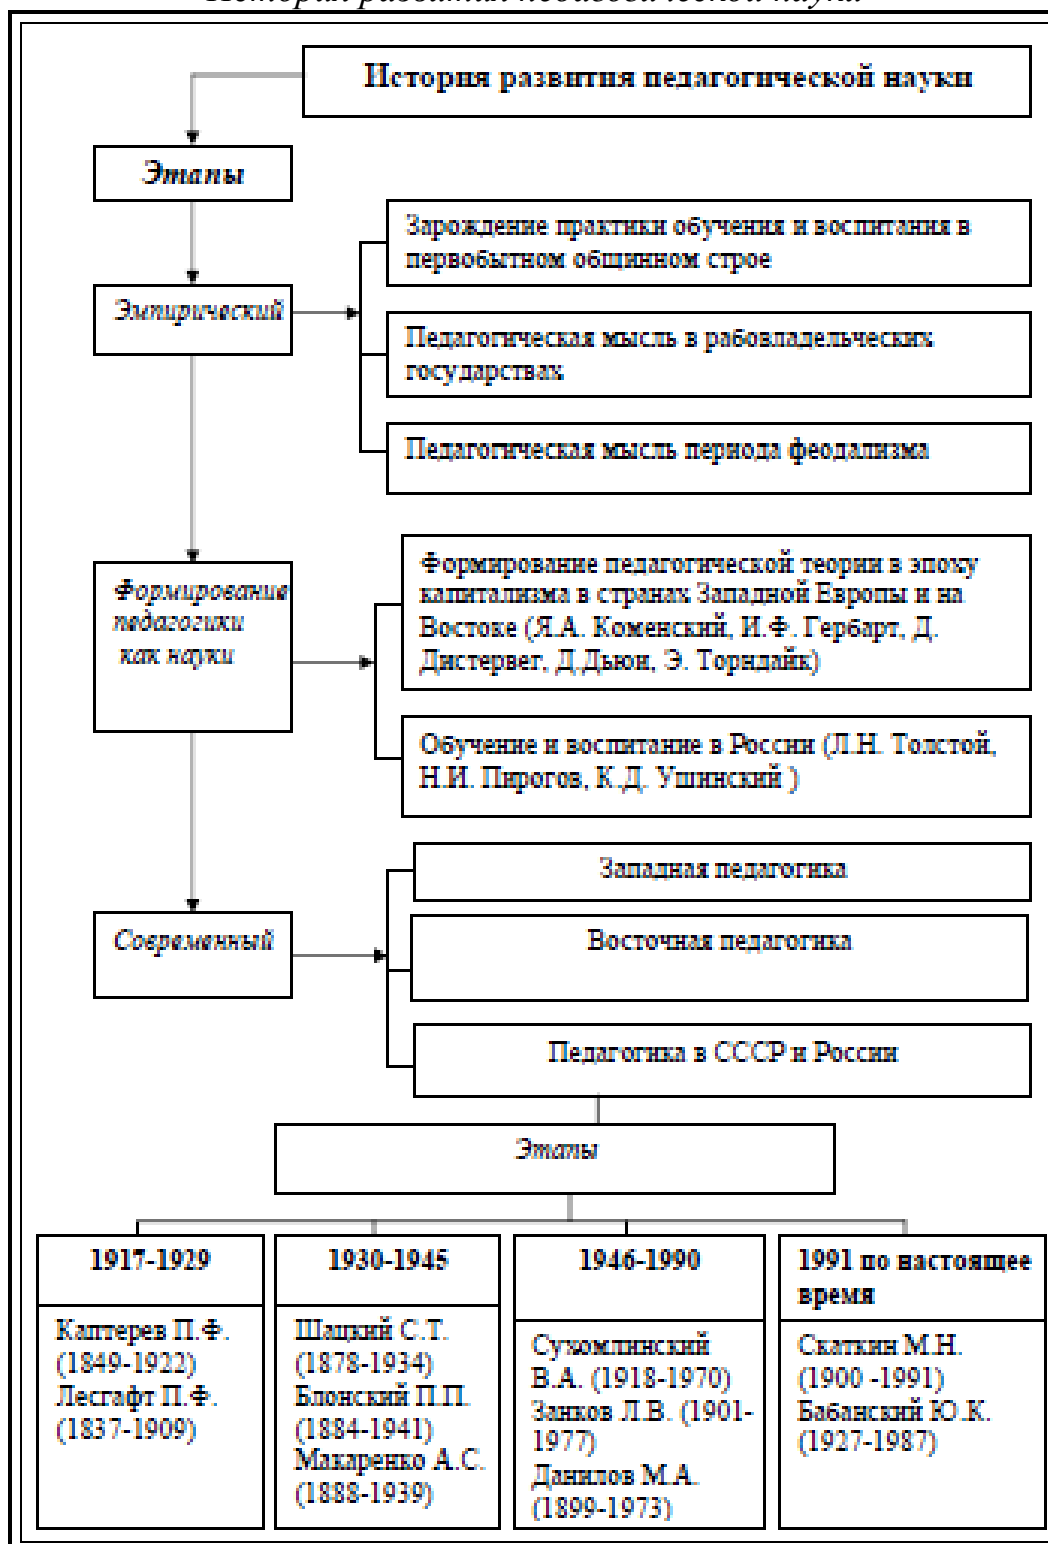 История развития педагогической науки
История развития педагогической науки
Этапы
Эмпирический
Зарождение практики обучения и воспитания в
первобытном общинном строе
Педагогическая мысль в рабовладельческих
государствах
Педагогическая мысль периода феодализма
Формирование
педагогики
как науки
Формирование педагогической теории в эпоху
капитализма в странах Западной Европы и на
Востоке (Я.А. Коменский, И.Ф. Гербарт, Д.
Дистервег, Д.Дьюи, Э. Торндайк)
Обучение и воспитание в России (Л.Н. Толстой,
Н.И. Пирогов, К.Д. Ушинский )
Современный
Западная педагогика
Восточная педагогика
Педагогика в СССР и России
Этапы
1917-1929
Каптерев П.Ф.
(1849-1922)
Лесгафт П.Ф.
(1837-1909)
1930-1945
Шацкий С.Т.
(1878-1934)
Блонский П.П.
(1884-1941)
Макаренко А.С.
(1888-1939)
1946-1990
Сухомлинский
В.А. (1918-1970)
Занков Л.В. (1901-
1977)
Данилов М.А.
(1899-1973)
1991 по настоящее
время
Скаткин М.Н.
(1900 -1991)
Бабанский Ю.К.
(1927-1987)